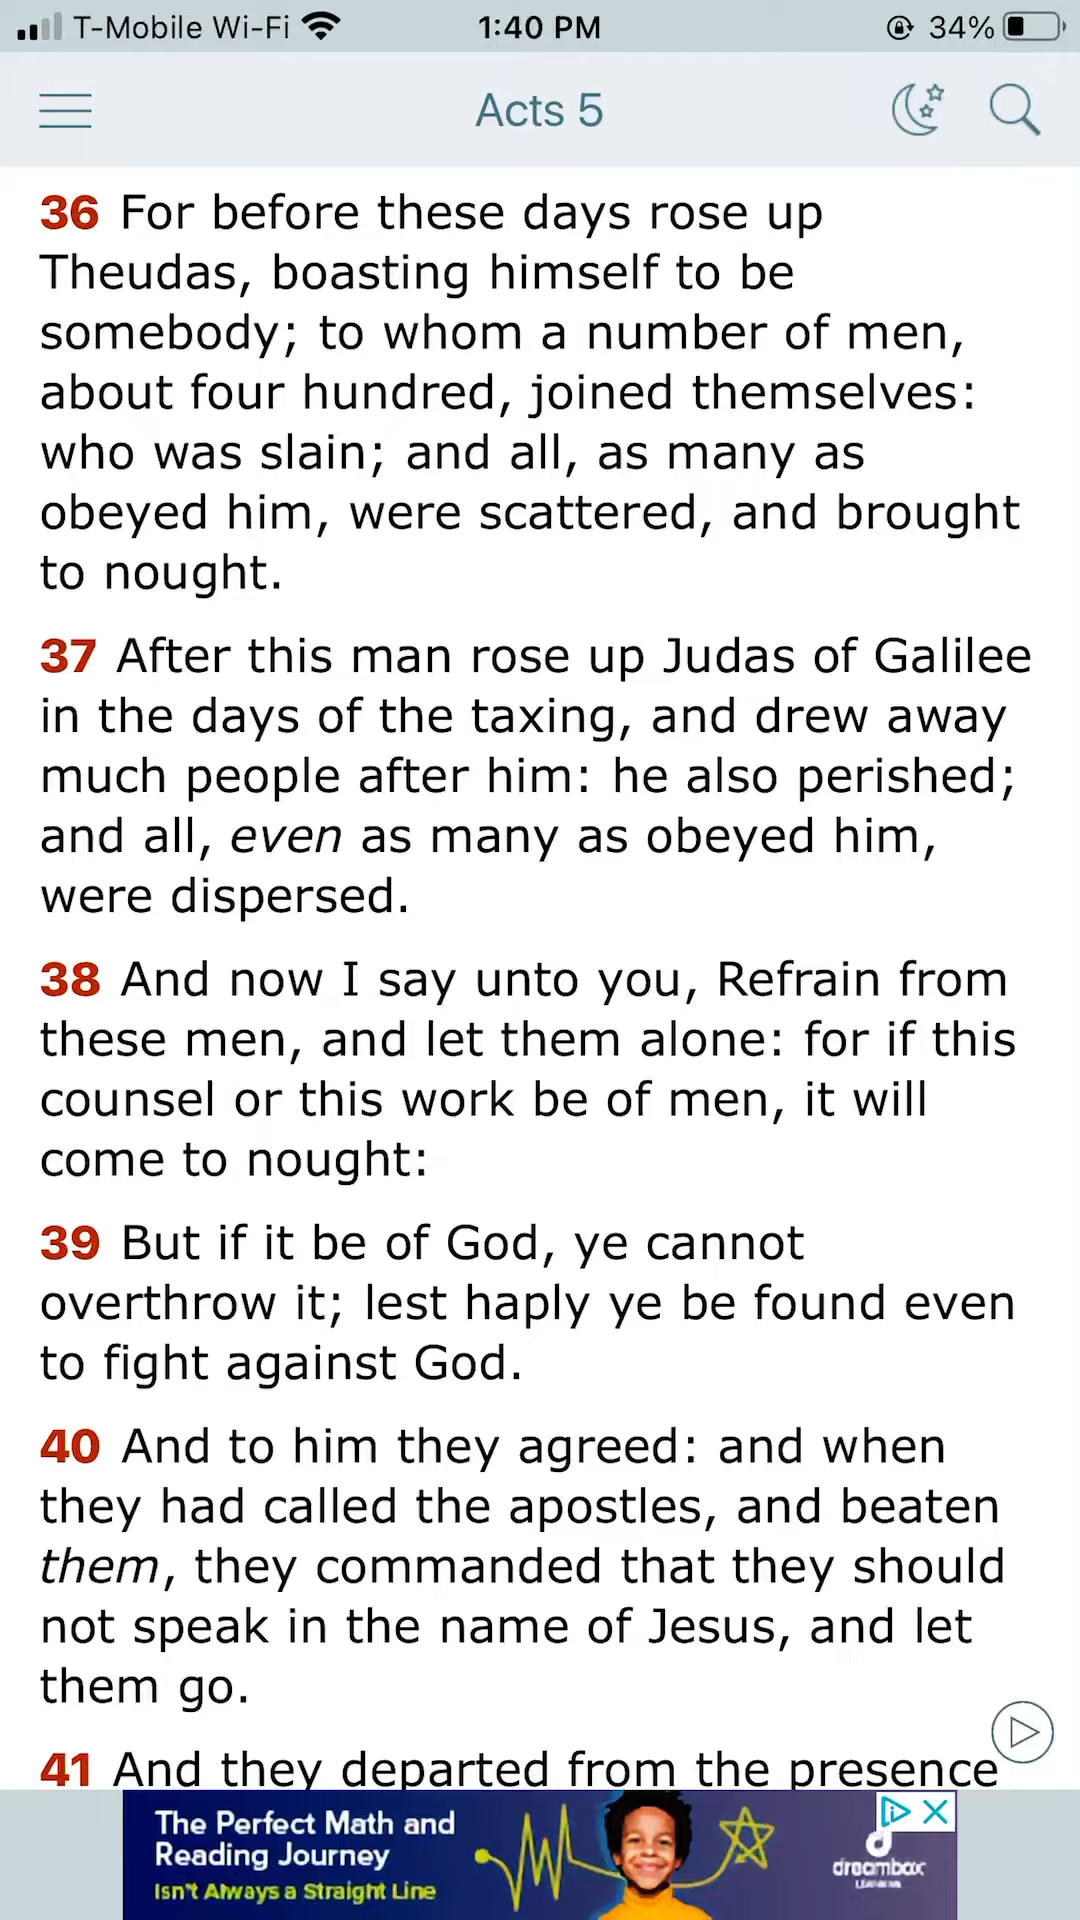 T-Mobile Wi-Fi 1:40 PM 34%
Acts 5
36 For before these days rose up
Theudas, boasting himself to be
somebody; to whom a number of men,
about four hundred, joined themselves:
who was slain; and all, as many as
obeyed him, were scattered, and brought
to nought.
37 After this man rose up Judas of Galilee
in the days of the taxing, and drew away
much people after him: he also perished;
and all, even as many as obeyed him,
were dispersed.
38 And now I say unto you, Refrain from
these men, and let them alone: for if this
counsel or this work be of men, it will
come to nought:
39 But if it be of God, ye cannot
overthrow it; lest haply ye be found even
to fight against God.
40 And to him they agreed: and when
they had called the apostles, and beaten
them, they commanded that they should
not speak in the name of Jesus, and let
them go.
41 And they departed from the presence
The Perfect Math and
Reading Journey
Isn't Always a Straight Line
dreambox